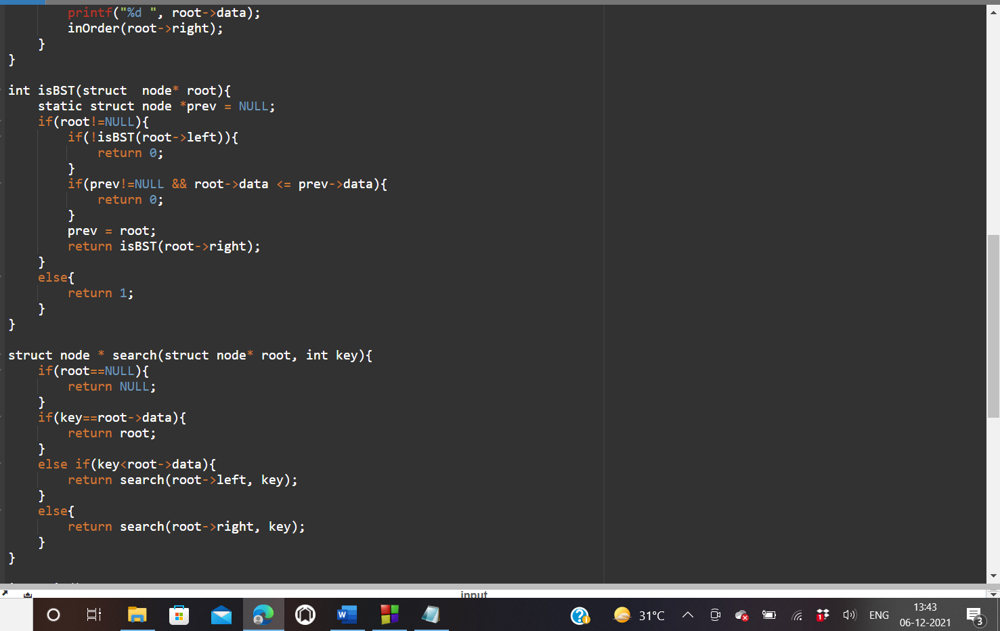 printf("%d ", root->data);
        inOrder(root->right);
    }
}

int isBST(struct  node* root){
    static struct node *prev = NULL;
    if(root!=NULL){
        if(!isBST(root->left)){
            return 0;
        }
        if(prev!=NULL && root->data <= prev->data){
            return 0;
        }
        prev = root;
        return isBST(root->right);
    }
    else{
        return 1;
    }
}

struct node * search(struct node* root, int key){
    if(root==NULL){
        return NULL;
    }
    if(key==root->data){
        return root;
    }
    else if(key<root->data){
        return search(root->left, key);
    }
    else{
        return search(root->right, key);
    }
}
input
W
31°C
1
ENG
13:43
06-12-2021
3